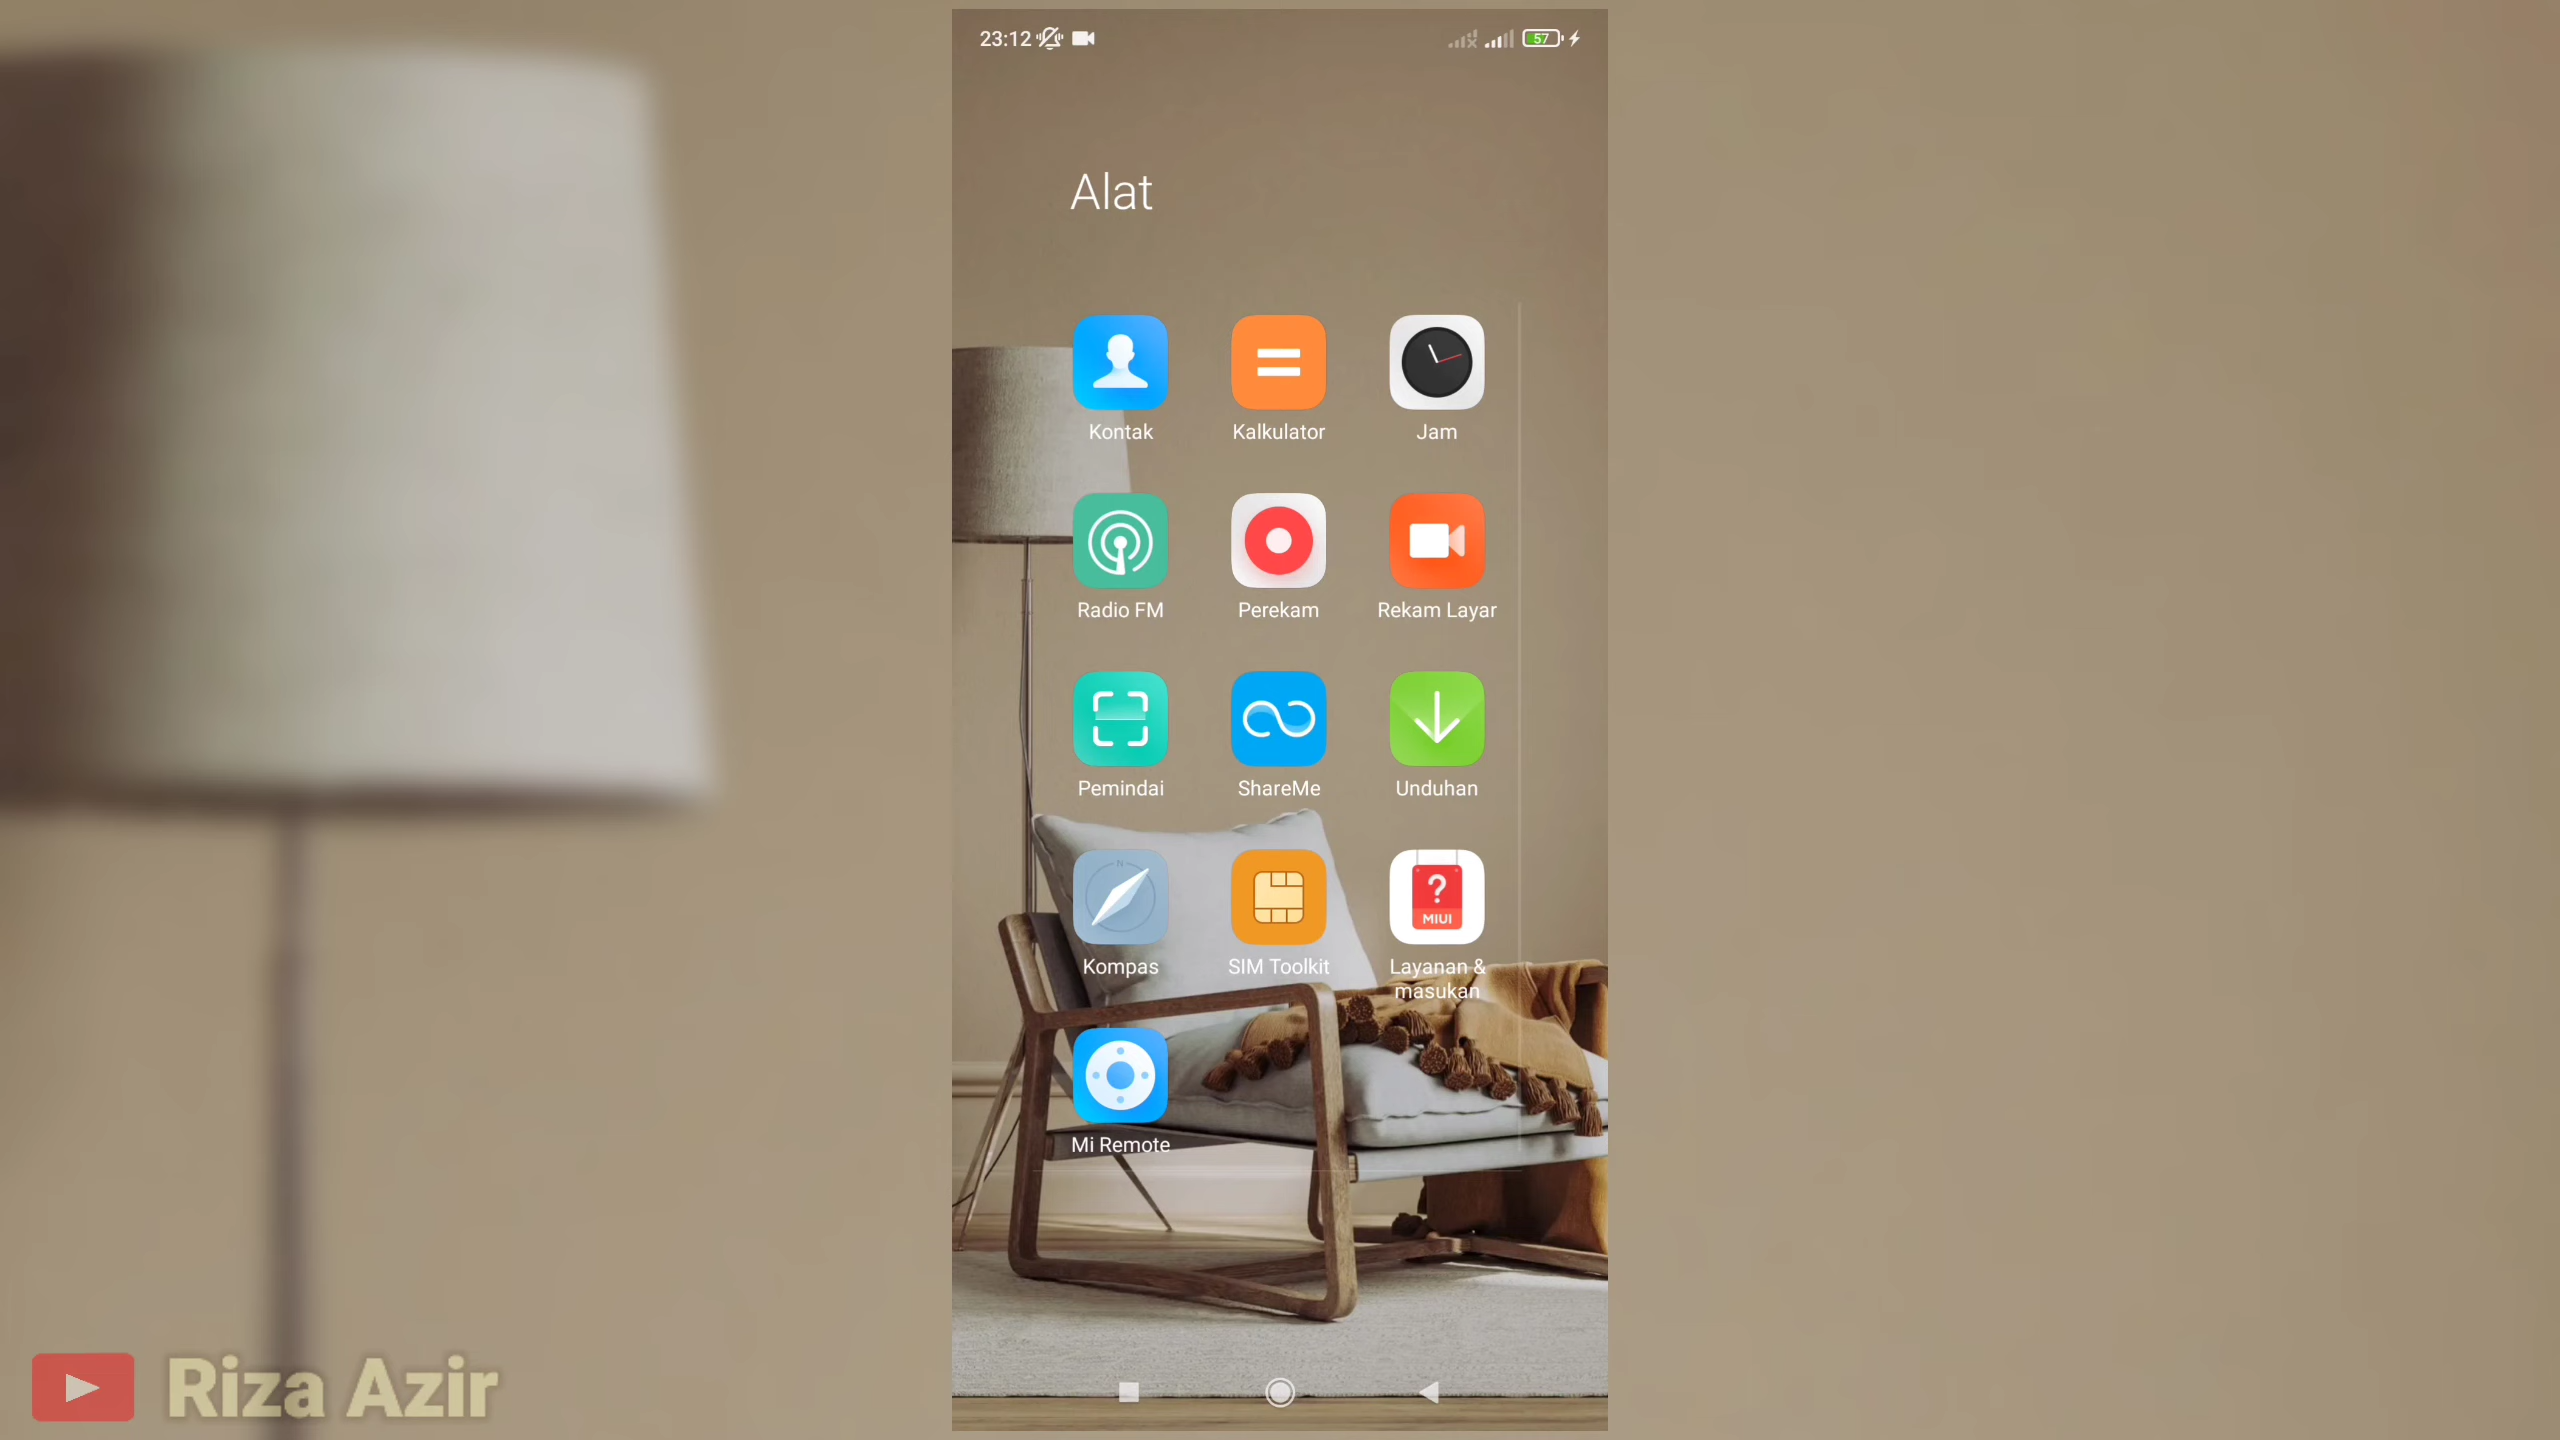 23:12
57
Alat
Kontak
Kalkulator
Jam
Radio FM
Perekam
Rekam Layar
Pemindai
ShareMe
Unduhan
N
?
MIUI
Kompas
SIM Toolkit
Layanan &
masukan
Mi Remote
Riza Azir